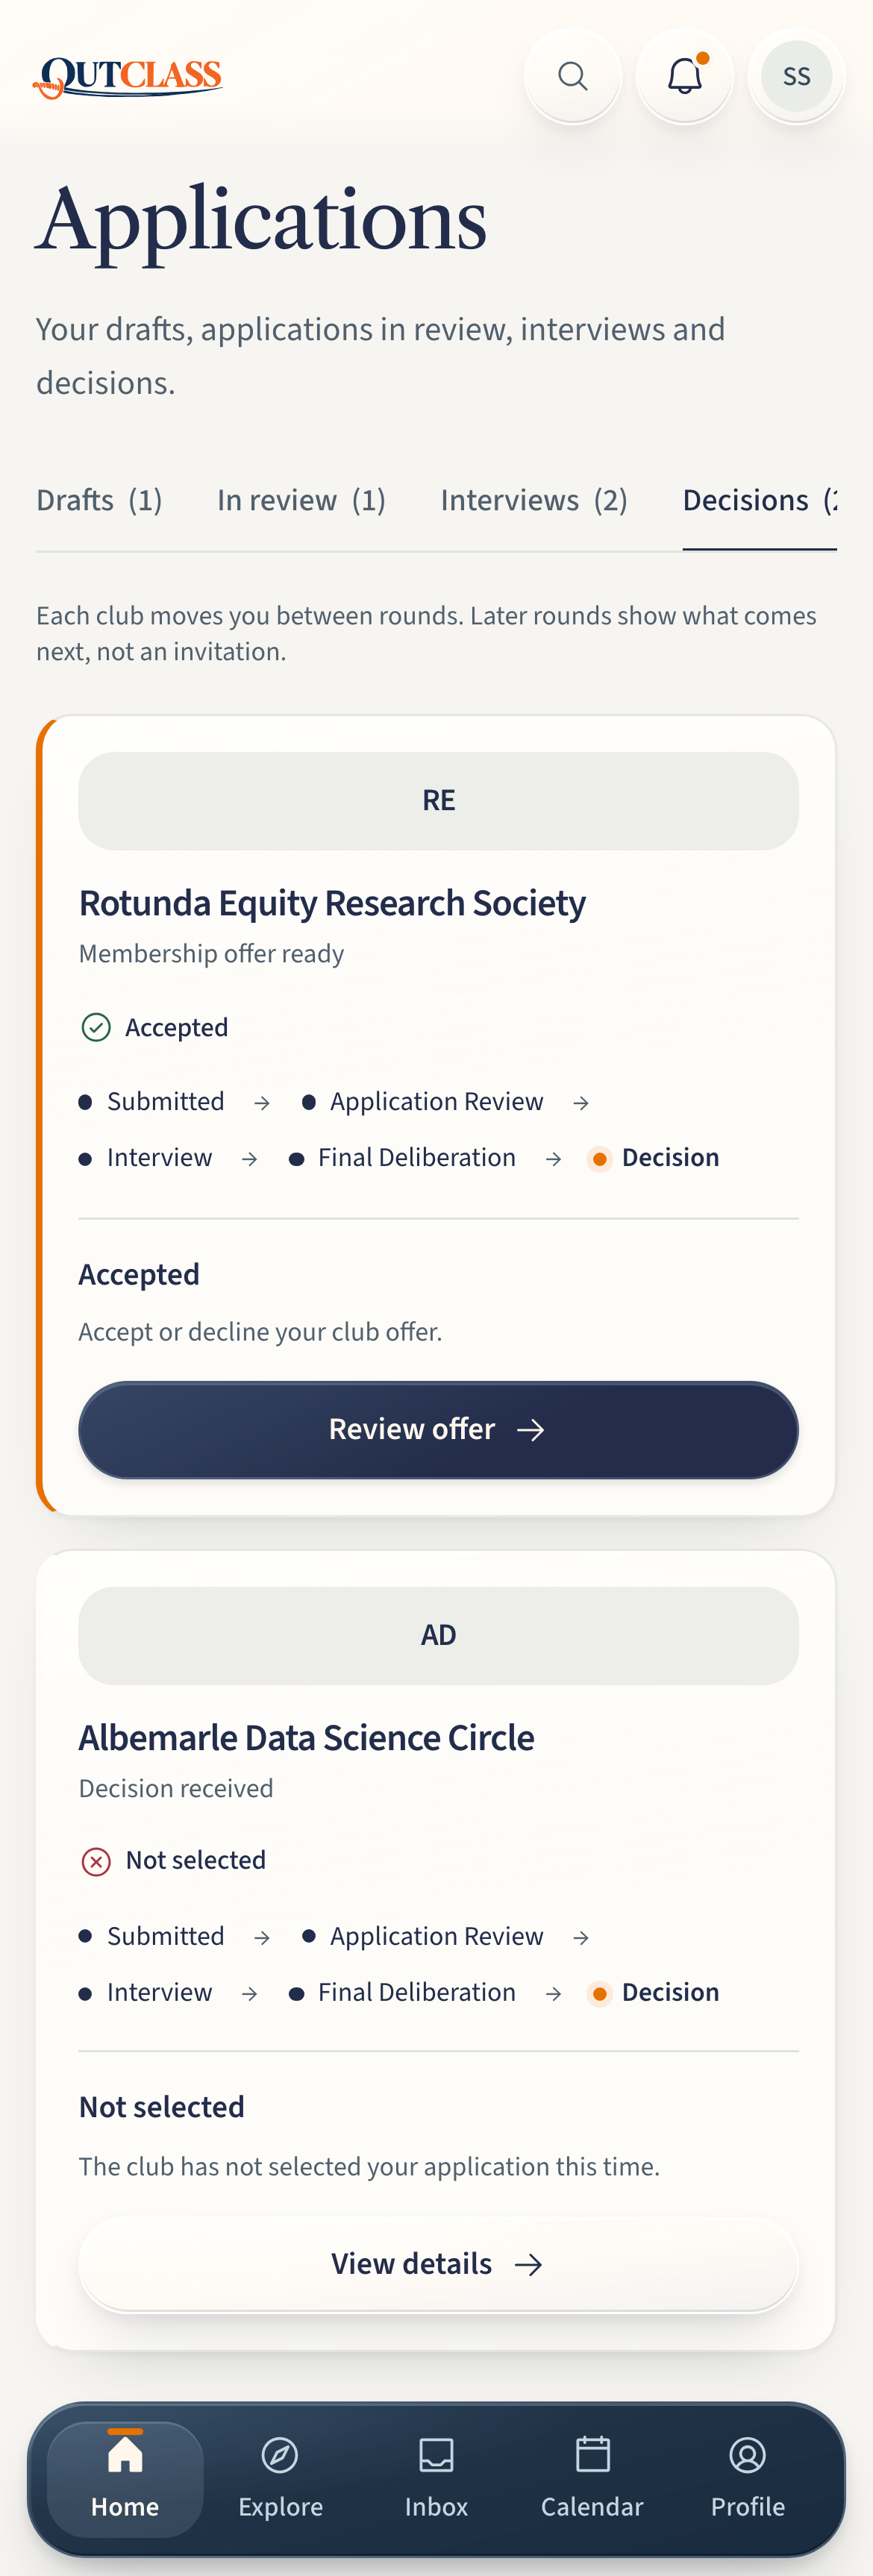 OUTCLASS
SS
Applications
Your drafts, applications in review, interviews and
decisions.
Drafts (1) In review (1) Interviews (2) Decisions
Each club moves you between rounds. Later rounds show what comes
next, not an invitation.
RE
Rotunda Equity Research Society
Membership offer ready
Accepted
Submitted → Application Review →
Interview → Final Deliberation → Decision
Accepted
Accept or decline your club offer.
Review offer →
AD
Albemarle Data Science Circle
Decision received
Not selected
Submitted → Application Review →
Interview → Final Deliberation → Decision
Not selected
The club has not selected your application this time.
View details →
Home Explore Inbox Calendar Profile